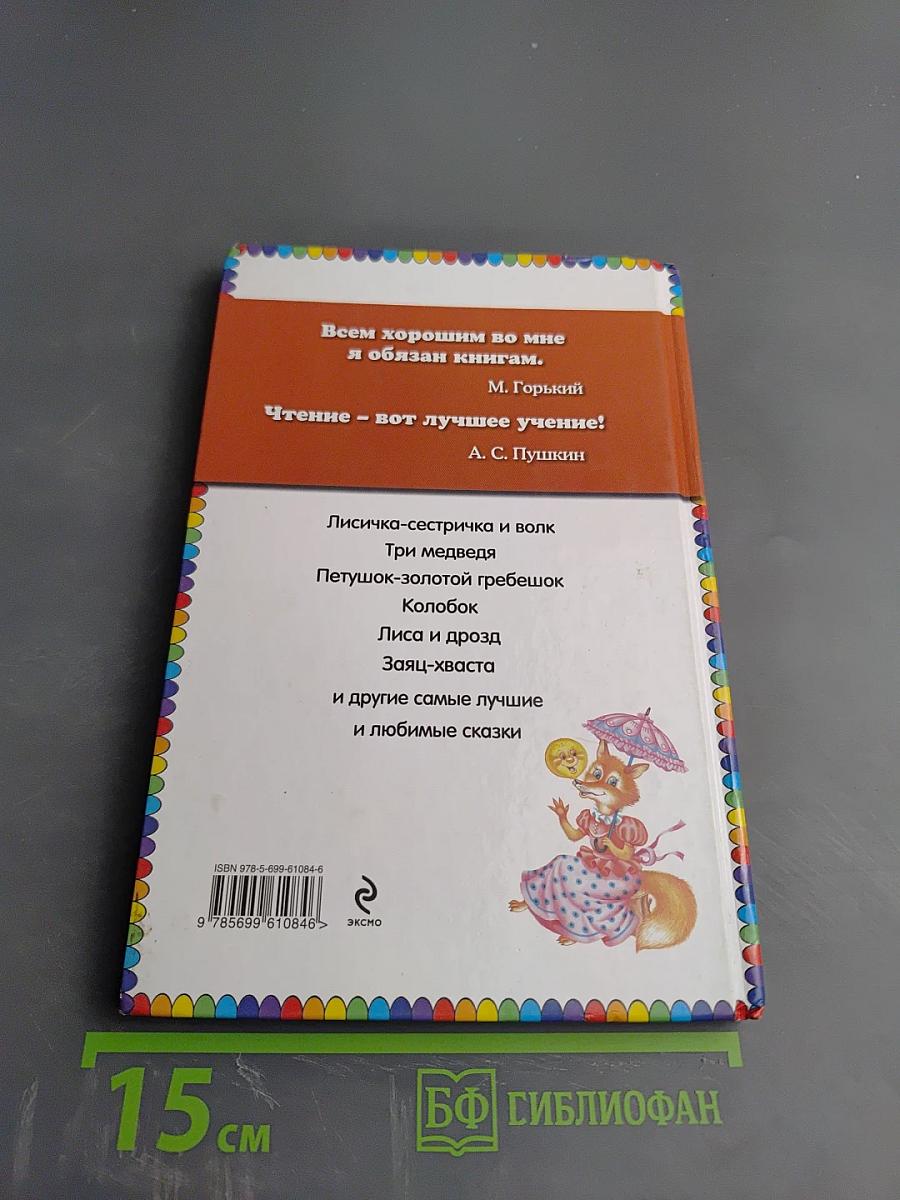 Всем хорошим во мне
я обязан книгам.
М. Горький
Чтение – вот лучшее учение!
А. С. Пушкин
Лисичка-сестричка и волк
Три медведя
Петушок-золотой гребешок
Колобок
Лиса и дрозд
Заяц-хваста
и другие самые лучшие
и любимые сказки
ISBN 978-5-699-61084-6
9 785699 610846>
ЭКСМО
15 см
БФ СИБЛИОФАН